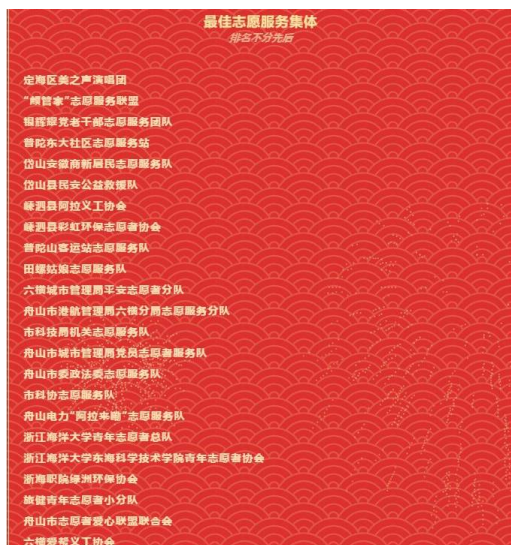 最佳志愿服务集体
排名不分先后
定海区美之声演唱团
"颇管拿"志愿服务联盟
银辉翠党老干部志愿服务团队
普陀东大社区志愿服务站
岱山安徽商新居民志愿服务队
岱山县民安公益救援队
嵊泗县阿拉义工协会
嵊泗县彩虹环保志愿者协会
普陀山客运站志愿服务队
田螺姑娘志愿服务队
六横城市管理局平安志愿者分队
舟山市港航管理局六横分局志愿服务分队
市科技局机关志愿服务队
舟山市城市管理局党员志愿者服务队
舟山市委政法委志愿服务队
市科协志愿服务队
舟山电力"阿拉来嘞"志愿服务队
浙江海洋大学青年志愿者总队
浙江海洋大学东海科学技术学院青年志愿者协会
浙海职院绿洲环保协会
旅健青年志愿者小分队
舟山市志愿者爱心联盟联合会
六横爱帮义工协会